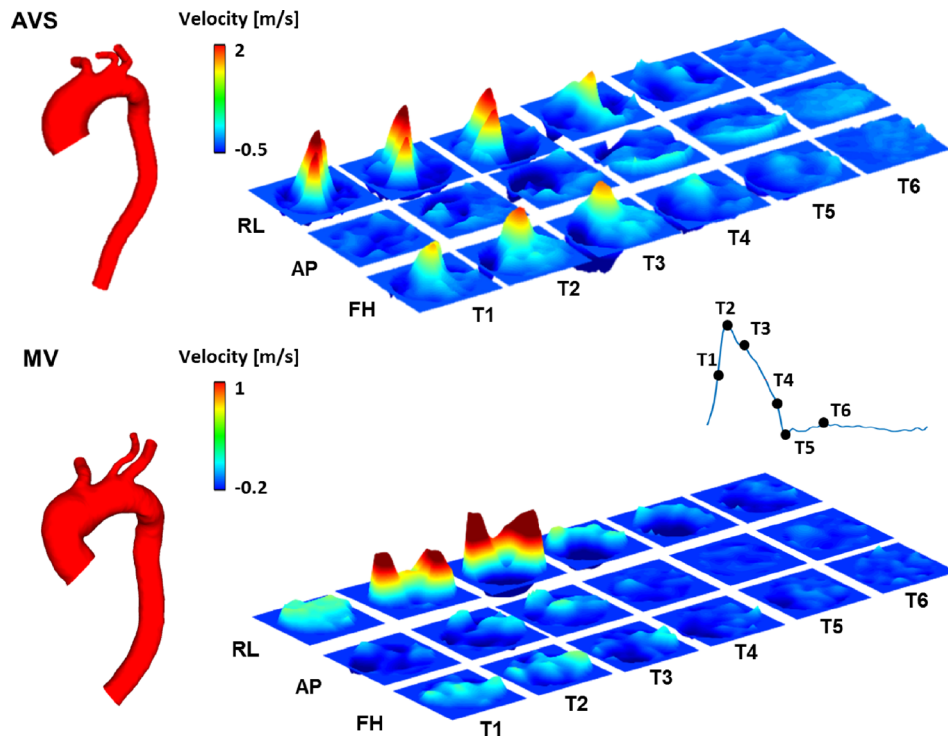 AVS
Velocity [m/s]
2
-0.5
RL
AP
FH
T1
T2
T3
T4
T5
T6
T2
T3
T1
T4
T6
T5
MV
Velocity [m/s]
1
-0.2
RL
AP
FH
T1
T2
T3
T4
T5
T6